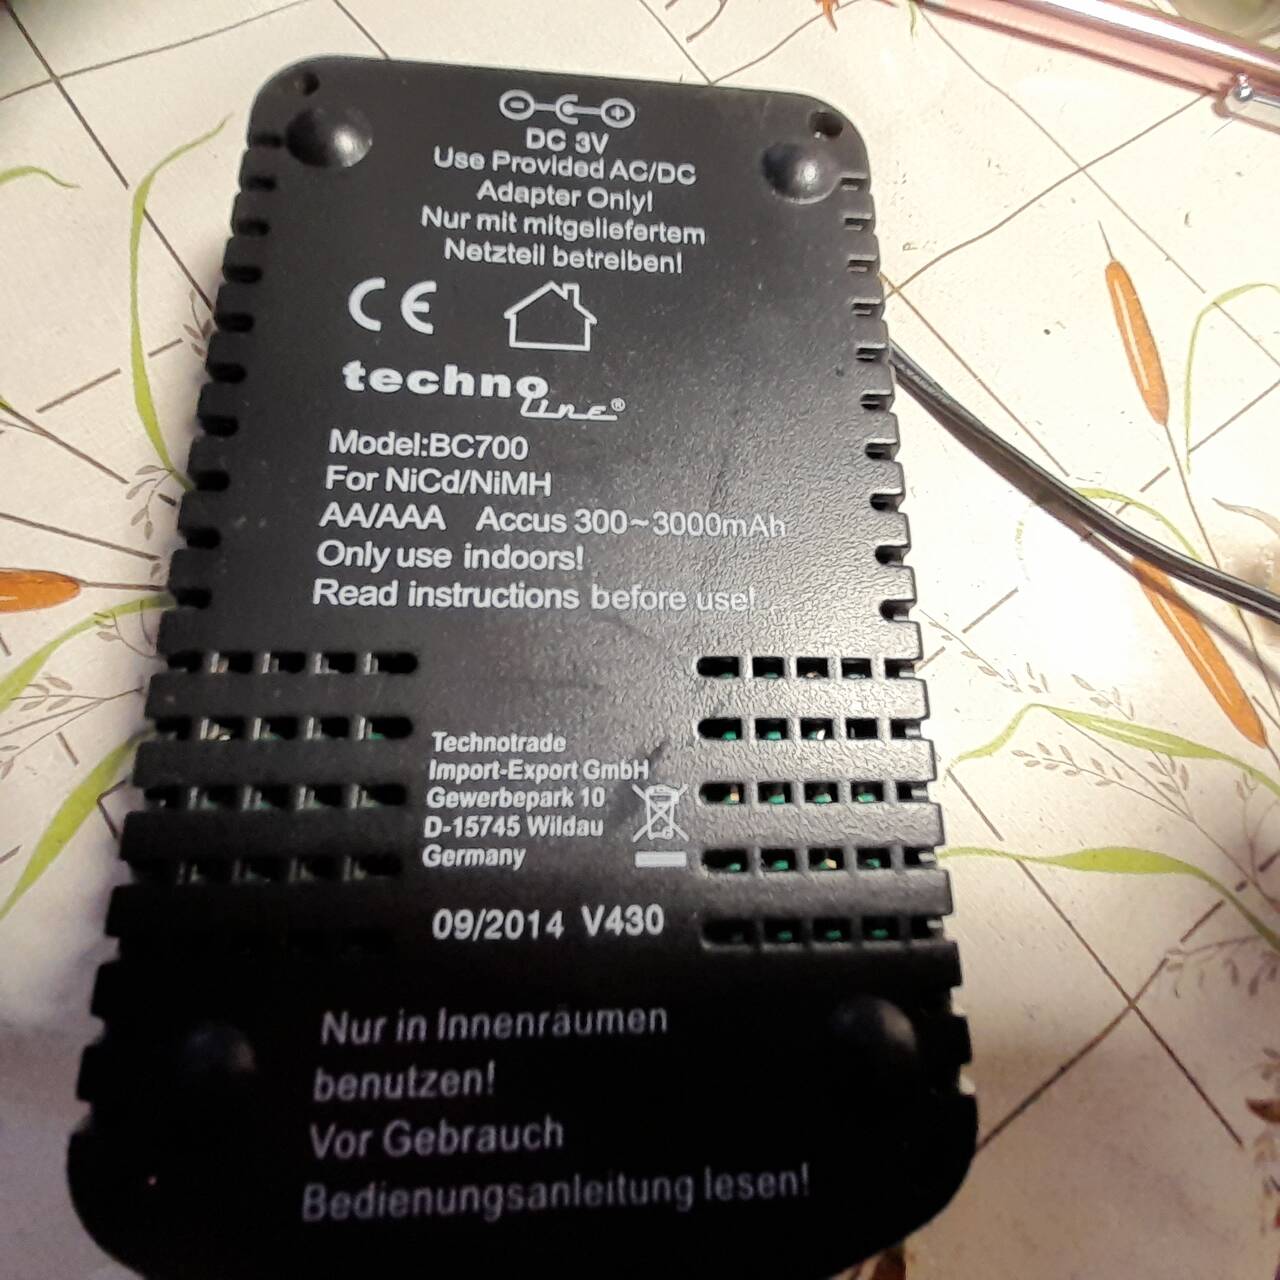 DC 3V
Use Provided AC/DC
Adapter Only!
Nur mit mitgeliefertem
Netzteil betreiben!
CE
techno
line®
Model:BC700
For NiCd/NiMH
AA/AAA Accus 300~3000mAh
Only use indoors!
Read instructions before use!
Technotrade
Import-Export GmbH
Gewerbepark 10
D-15745 Wildau
Germany
09/2014 V430
Nur in Innenräumen
benutzen!
Vor Gebrauch
Bedienungsanleitung lesen!